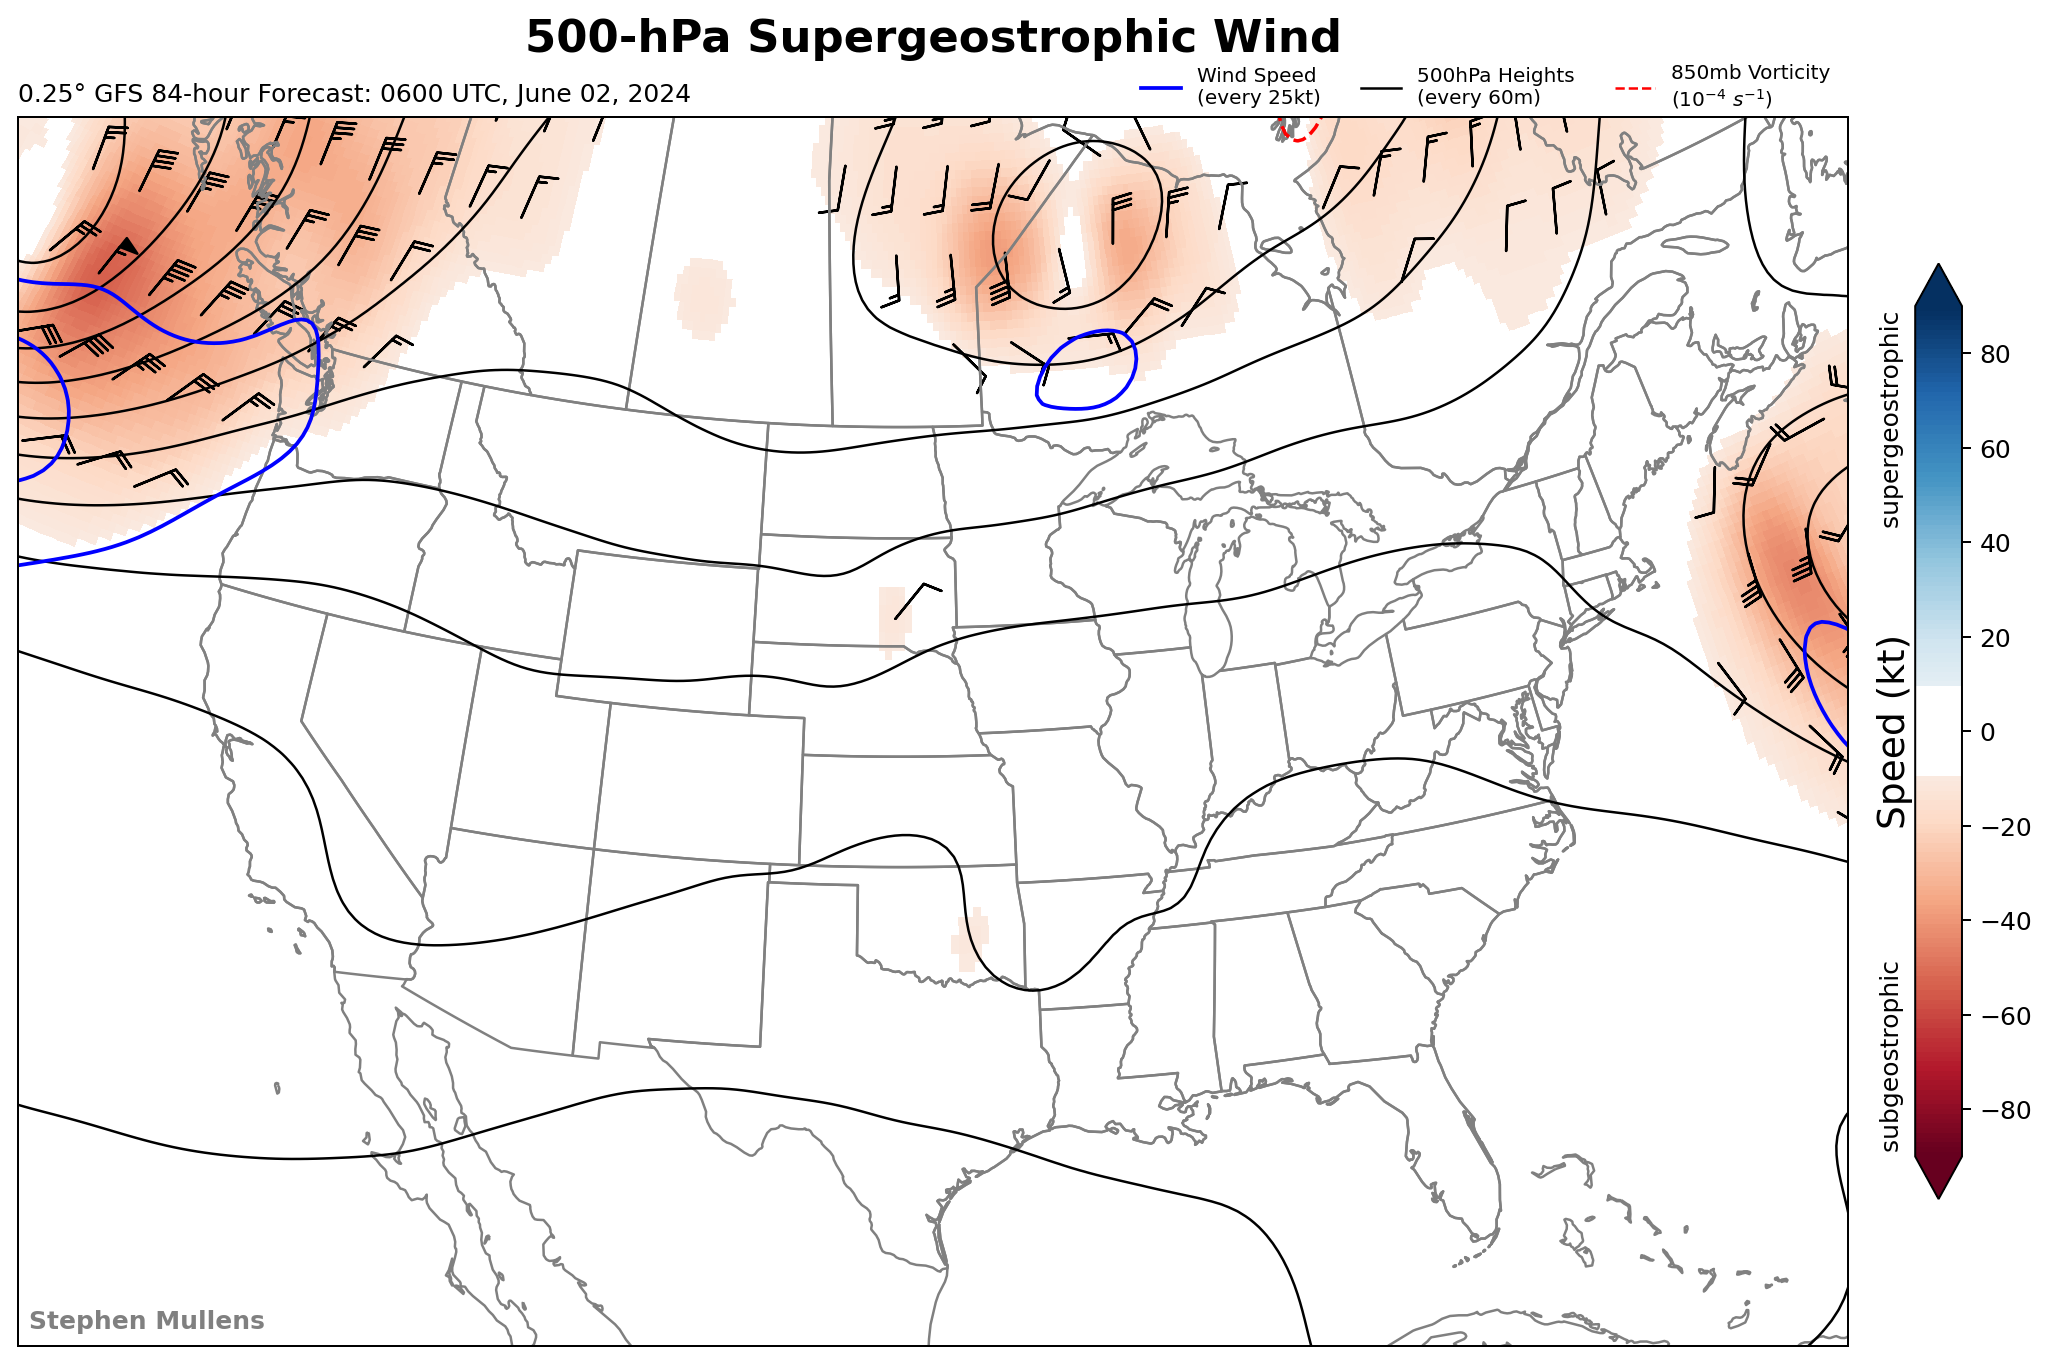 500-hPa Supergeostrophic Wind
0.25° GFS 84-hour Forecast: 0600 UTC, June 02, 2024
Wind Speed
(every 25kt)
500hPa Heights
(every 60m)
850mb Vorticity
(10⁻⁴ s⁻¹)
supergeostrophic
Speed (kt)
subgeostrophic
80
60
40
20
0
−20
−40
−60
−80
Stephen Mullens